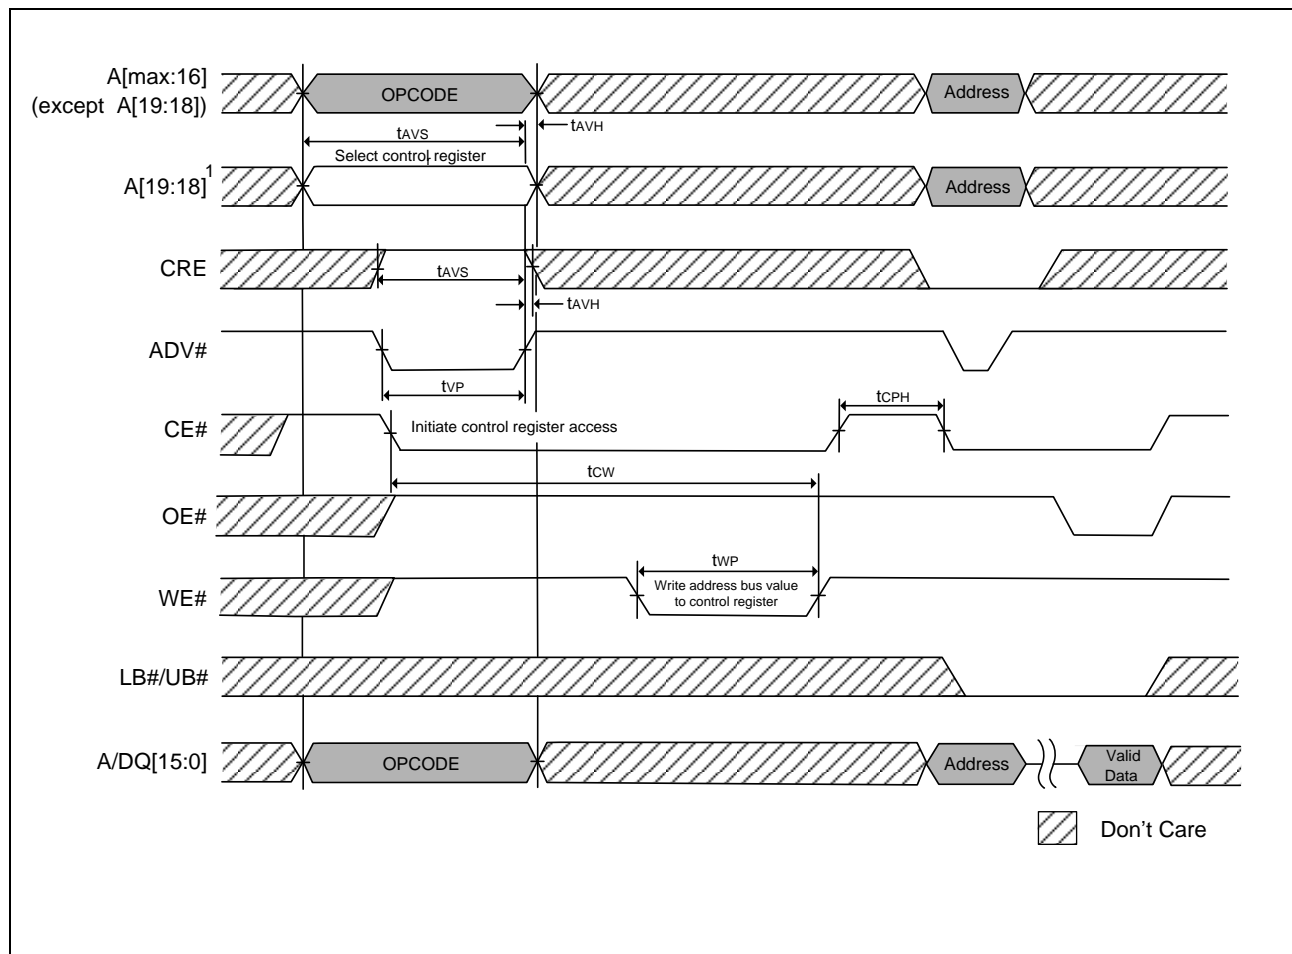 A[max:16]
(except A[19:18])
OPCODE
Address
tAVS
tAVH
Select control register
A[19:18]1
Address
CRE
tAVS
tAVH
ADV#
tVP
tCPH
CE#
Initiate control register access
tCW
OE#
tWP
WE#
Write address bus value
to control register
LB#/UB#
A/DQ[15:0]
OPCODE
Address
Valid
Data
Don't Care